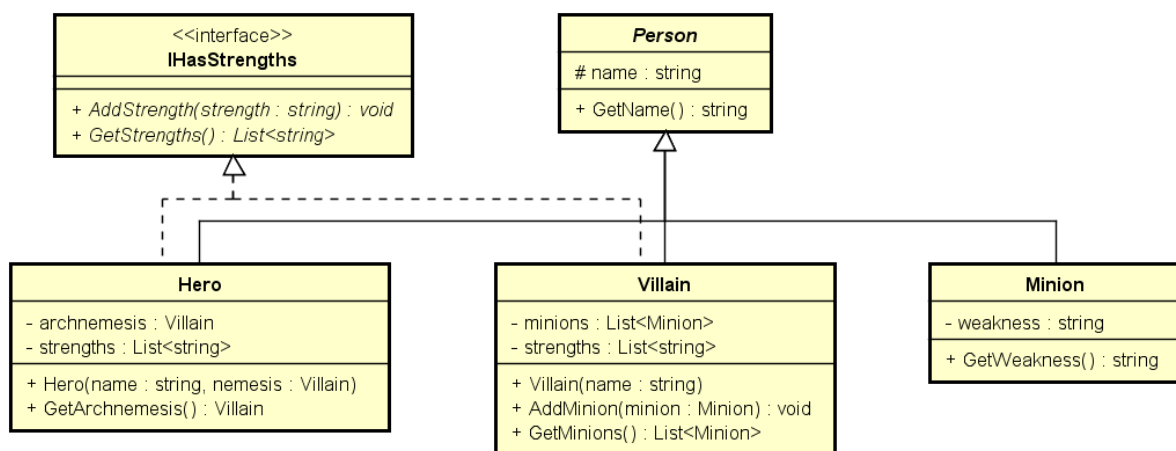 <<interface>>
IHasStrengths
+ AddStrength(strength : string) : void
+ GetStrengths() : List<string>
Person
# name : string
+ GetName() : string
Hero
- archnemesis : Villain
- strengths : List<string>
+ Hero(name : string, nemesis : Villain)
+ GetArchnemesis() : Villain
Villain
- minions : List<Minion>
- strengths : List<string>
+ Villain(name : string)
+ AddMinion(minion : Minion) : void
+ GetMinions() : List<Minion>
Minion
- weakness : string
+ GetWeakness() : string